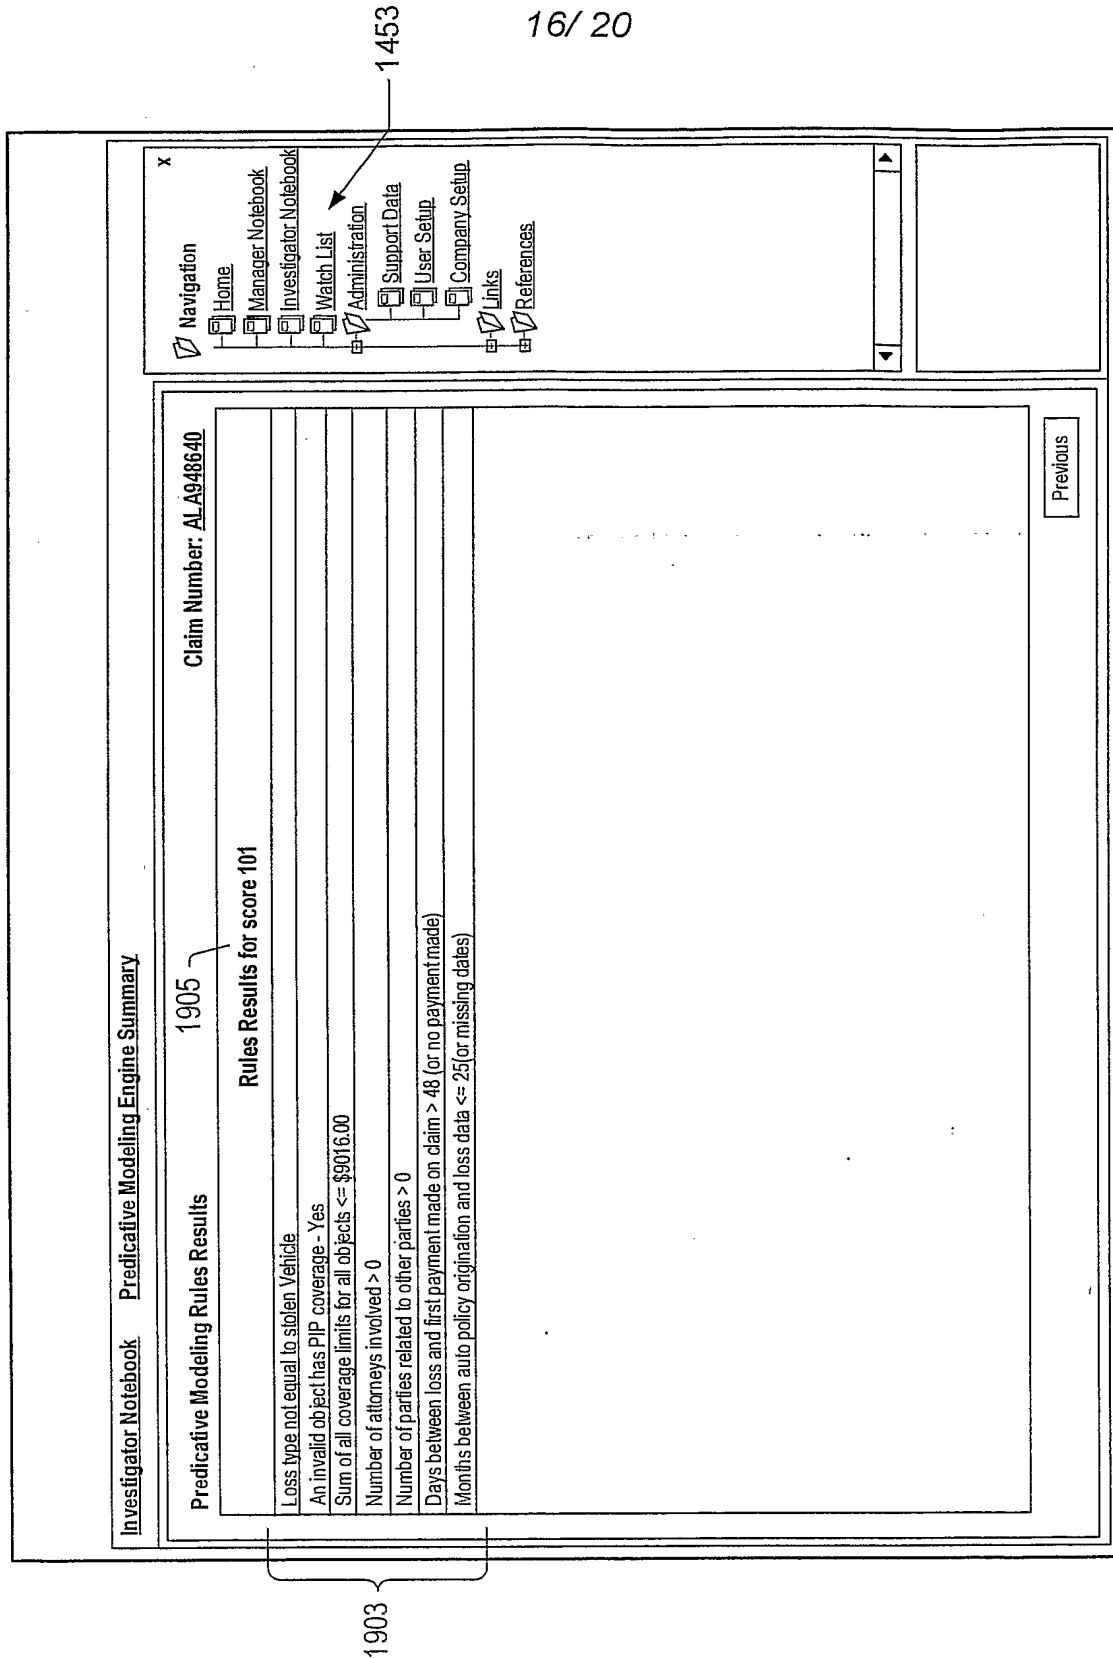 16/ 20
1453
Investigator Notebook Predicative Modeling Engine Summary
Predicative Modeling Rules Results
1905
Claim Number: ALA948640
Rules Results for score 101
Loss type not equal to stolen Vehicle
An invalid object has PIP coverage - Yes
Sum of all coverage limits for all objects <= $9016.00
Number of attorneys involved > 0
Number of parties related to other parties > 0
Days between loss and first payment made on claim > 48 (or no payment made)
Months between auto policy origination and loss data <= 25(or missing dates)
1903
Previous
X
Navigation
Home
Manager Notebook
Investigator Notebook
Watch List
Administration
Support Data
User Setup
Company Setup
Links
References